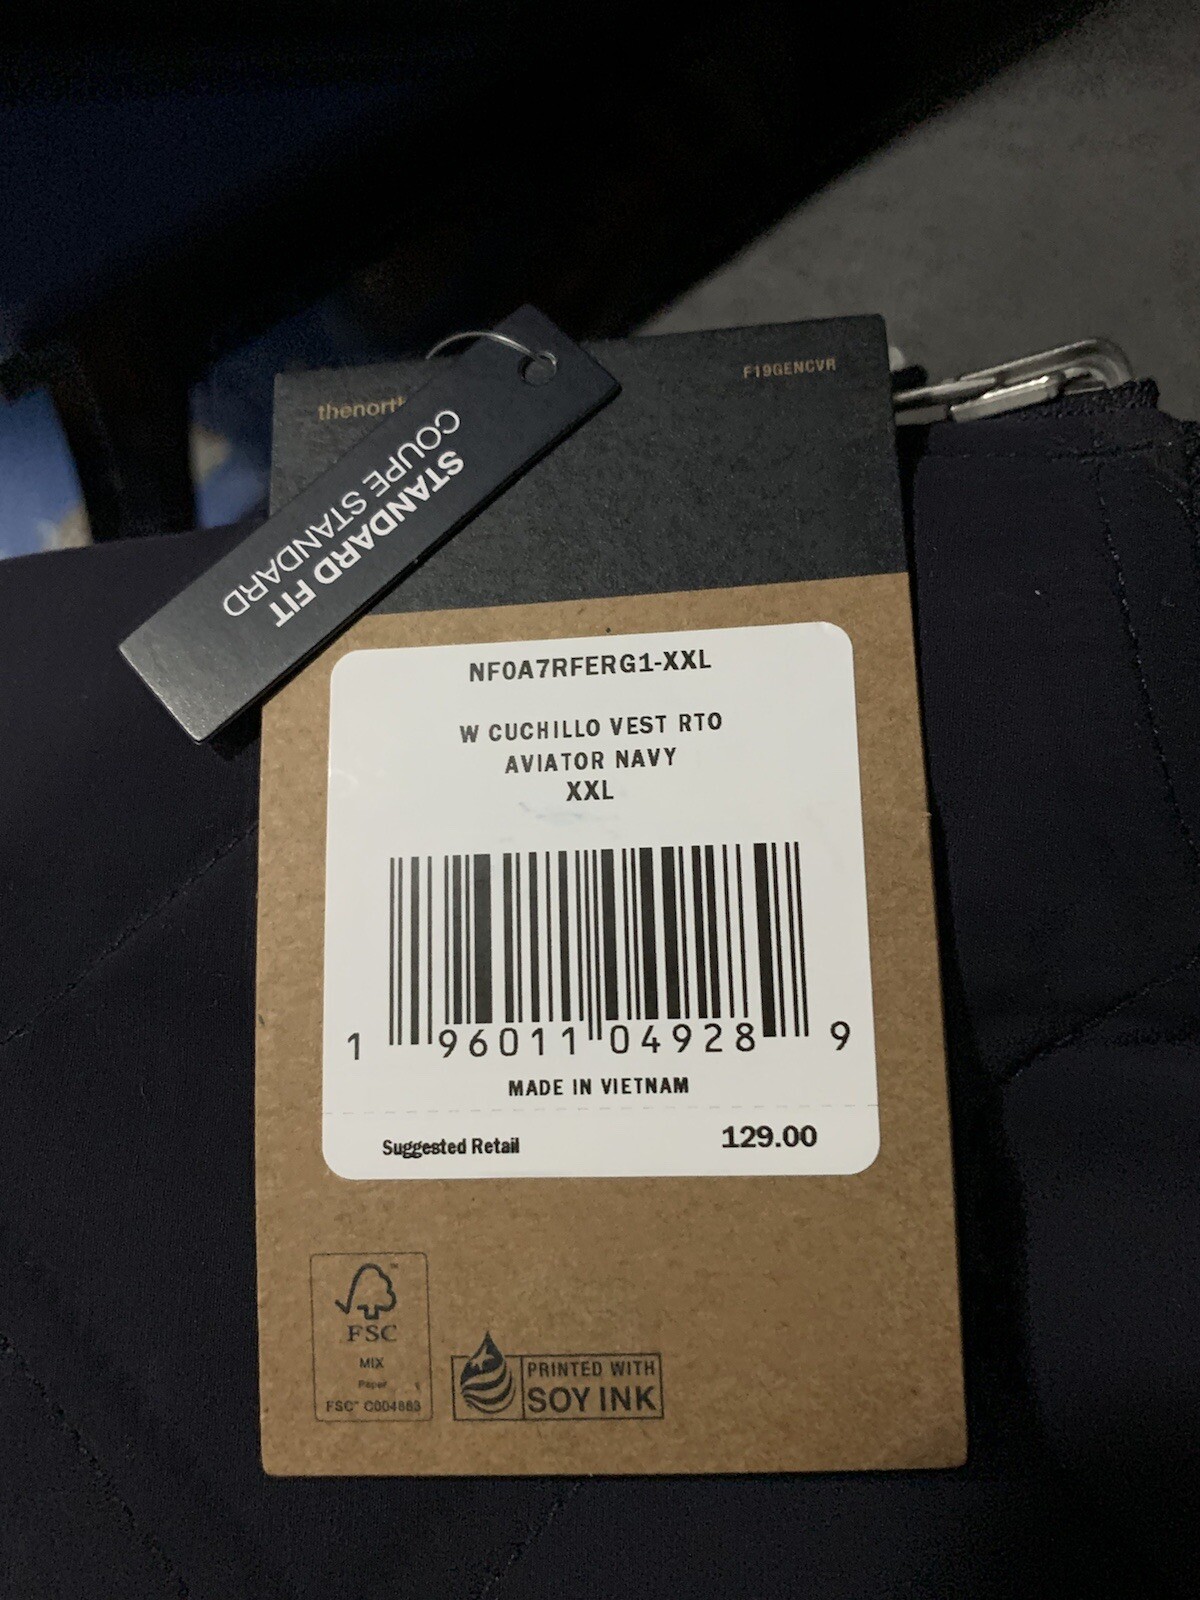 thenorth
F19GENCVR
STANDARD FIT
COUPE STANDARD
NF0A7RFERG1-XXL
W CUCHILLO VEST RTO
AVIATOR NAVY
XXL
1 96011 04928 9
MADE IN VIETNAM
Suggested Retail 129.00
FSC
MIX
Paper
FSC™ C004883
PRINTED WITH
SOY INK